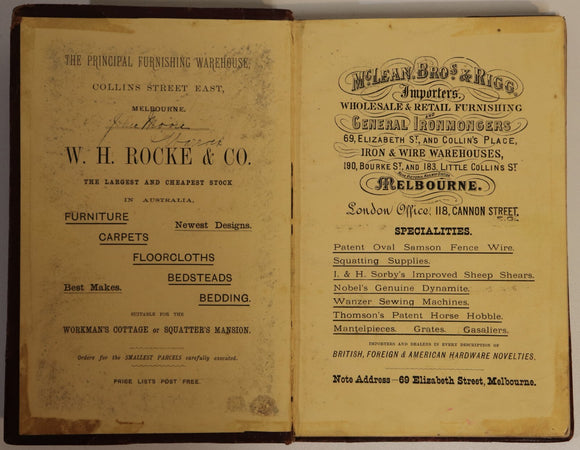 THE PRINCIPAL FURNISHING WAREHOUSE,
COLLINS STREET EAST,
MELBOURNE.
John Moore
W. H. ROCKE & CO.
THE LARGEST AND CHEAPEST STOCK
IN AUSTRALIA,
FURNITURE
Newest Designs.
CARPETS
FLOORCLOTHS
BEDSTEADS
Best Makes.
BEDDING.
SUITABLE FOR THE
WORKMAN'S COTTAGE or SQUATTER'S MANSION.
Orders for the SMALLEST PARCELS carefully executed.
PRICE LISTS POST FREE.
McLEAN, BROS & RIGG,
Importers,
WHOLESALE & RETAIL FURNISHING
AND
GENERAL IRONMONGERS
69, ELIZABETH ST. AND COLLIN'S PLACE,
IRON & WIRE WAREHOUSES,
190, BOURKE ST. AND 183, LITTLE COLLINS ST.
MELBOURNE.
London Office, 118, CANNON STREET.
SPECIALITIES.
Patent Oval Samson Fence Wire.
Squatting Supplies.
I. & H. Sorby's Improved Sheep Shears.
Nobel's Genuine Dynamite.
Wanzer Sewing Machines.
Thomson's Patent Horse Hobble.
Mantelpieces. Grates. Gasaliers.
IMPORTERS AND DEALERS IN EVERY DESCRIPTION OF
BRITISH, FOREIGN & AMERICAN HARDWARE NOVELTIES.
Note Address—69 Elizabeth Street, Melbourne.